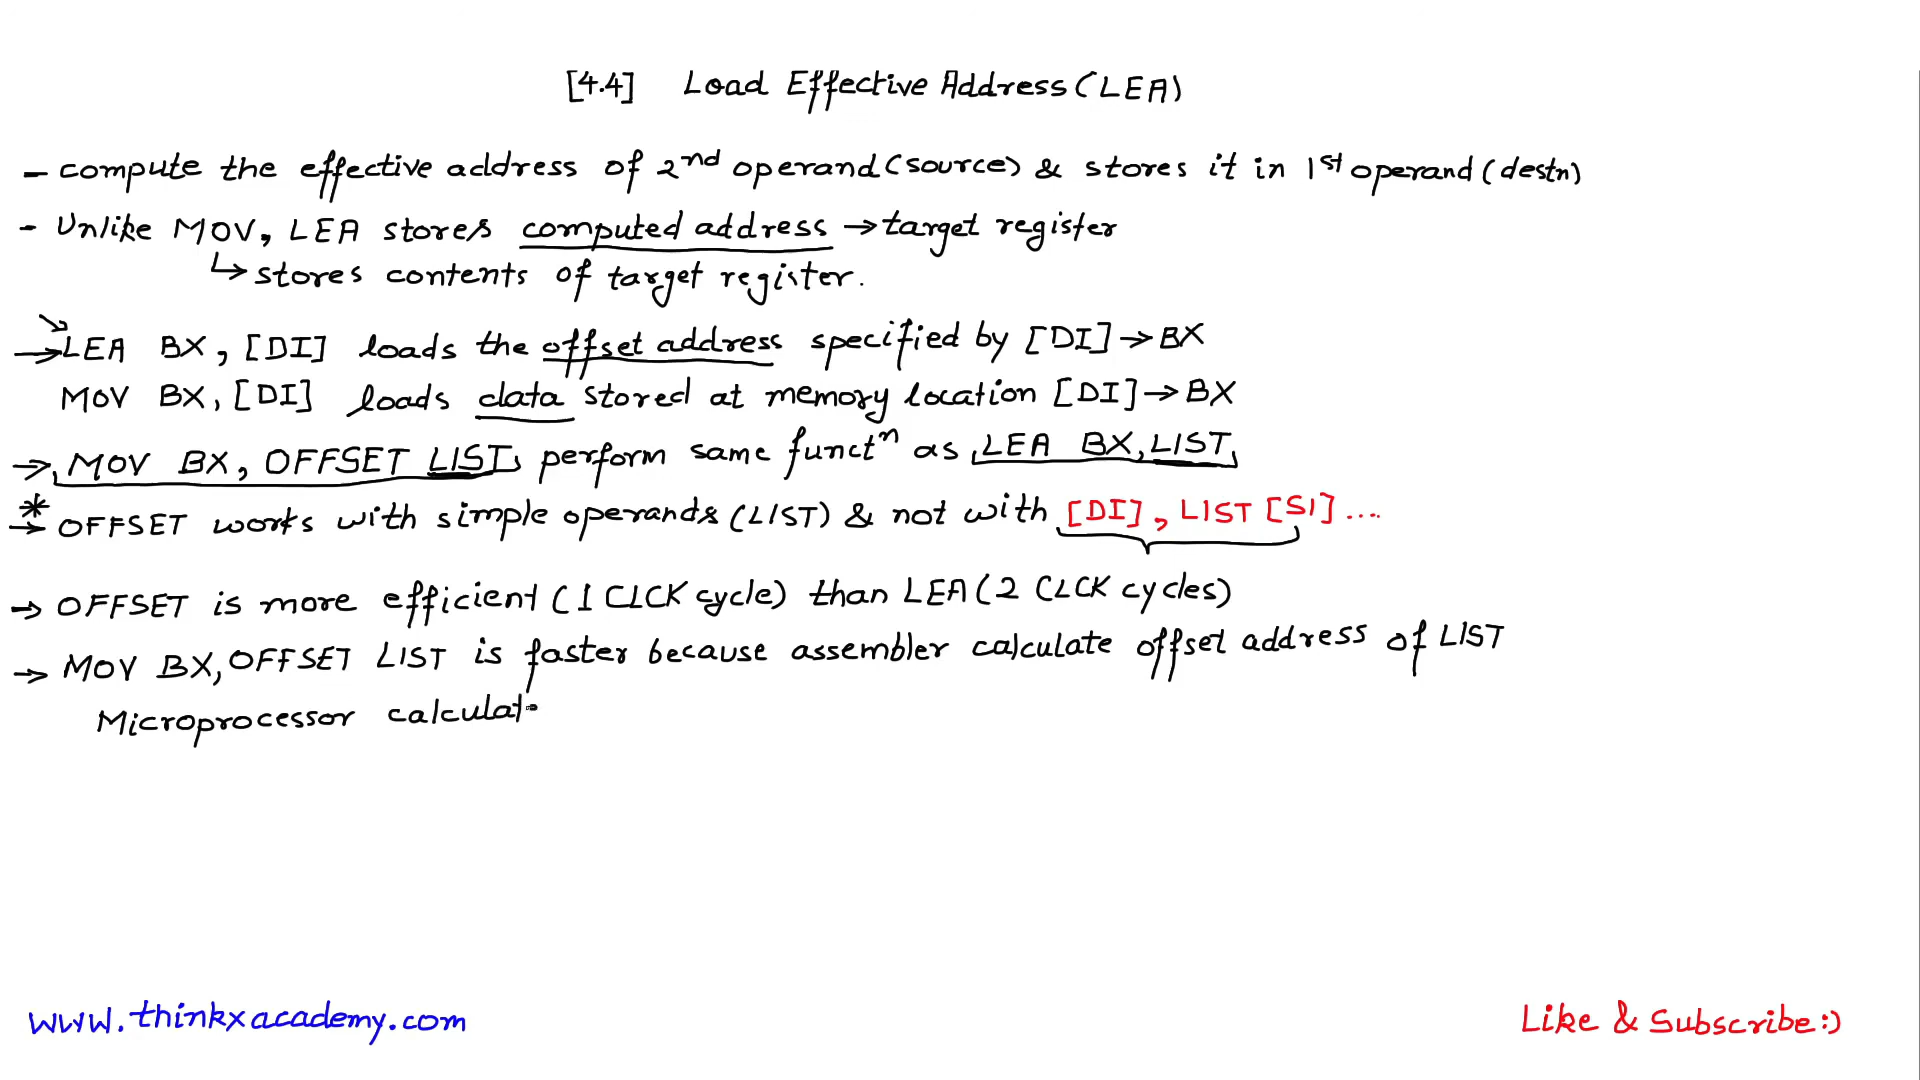 [4.4] Load Effective Address (LEA)
- compute the effective address of 2nd operand (source) & stores it in 1st operand (destn)
- Unlike MOV, LEA stores computed address → target register
↳ stores contents of target register.
→ LEA BX, [DI] loads the offset address specified by [DI] → BX
MOV BX, [DI] loads data stored at memory location [DI] → BX
→ MOV BX, OFFSET LIST perform same functn as LEA BX, LIST
* → OFFSET works with simple operands (LIST) & not with [DI], LIST [SI] ...
→ OFFSET is more efficient (1 CLCK cycle) than LEA (2 CLCK cycles)
→ MOV BX, OFFSET LIST is faster because assembler calculate offset address of LIST
Microprocessor calculat
www.thinkxacademy.com
Like & Subscribe :)